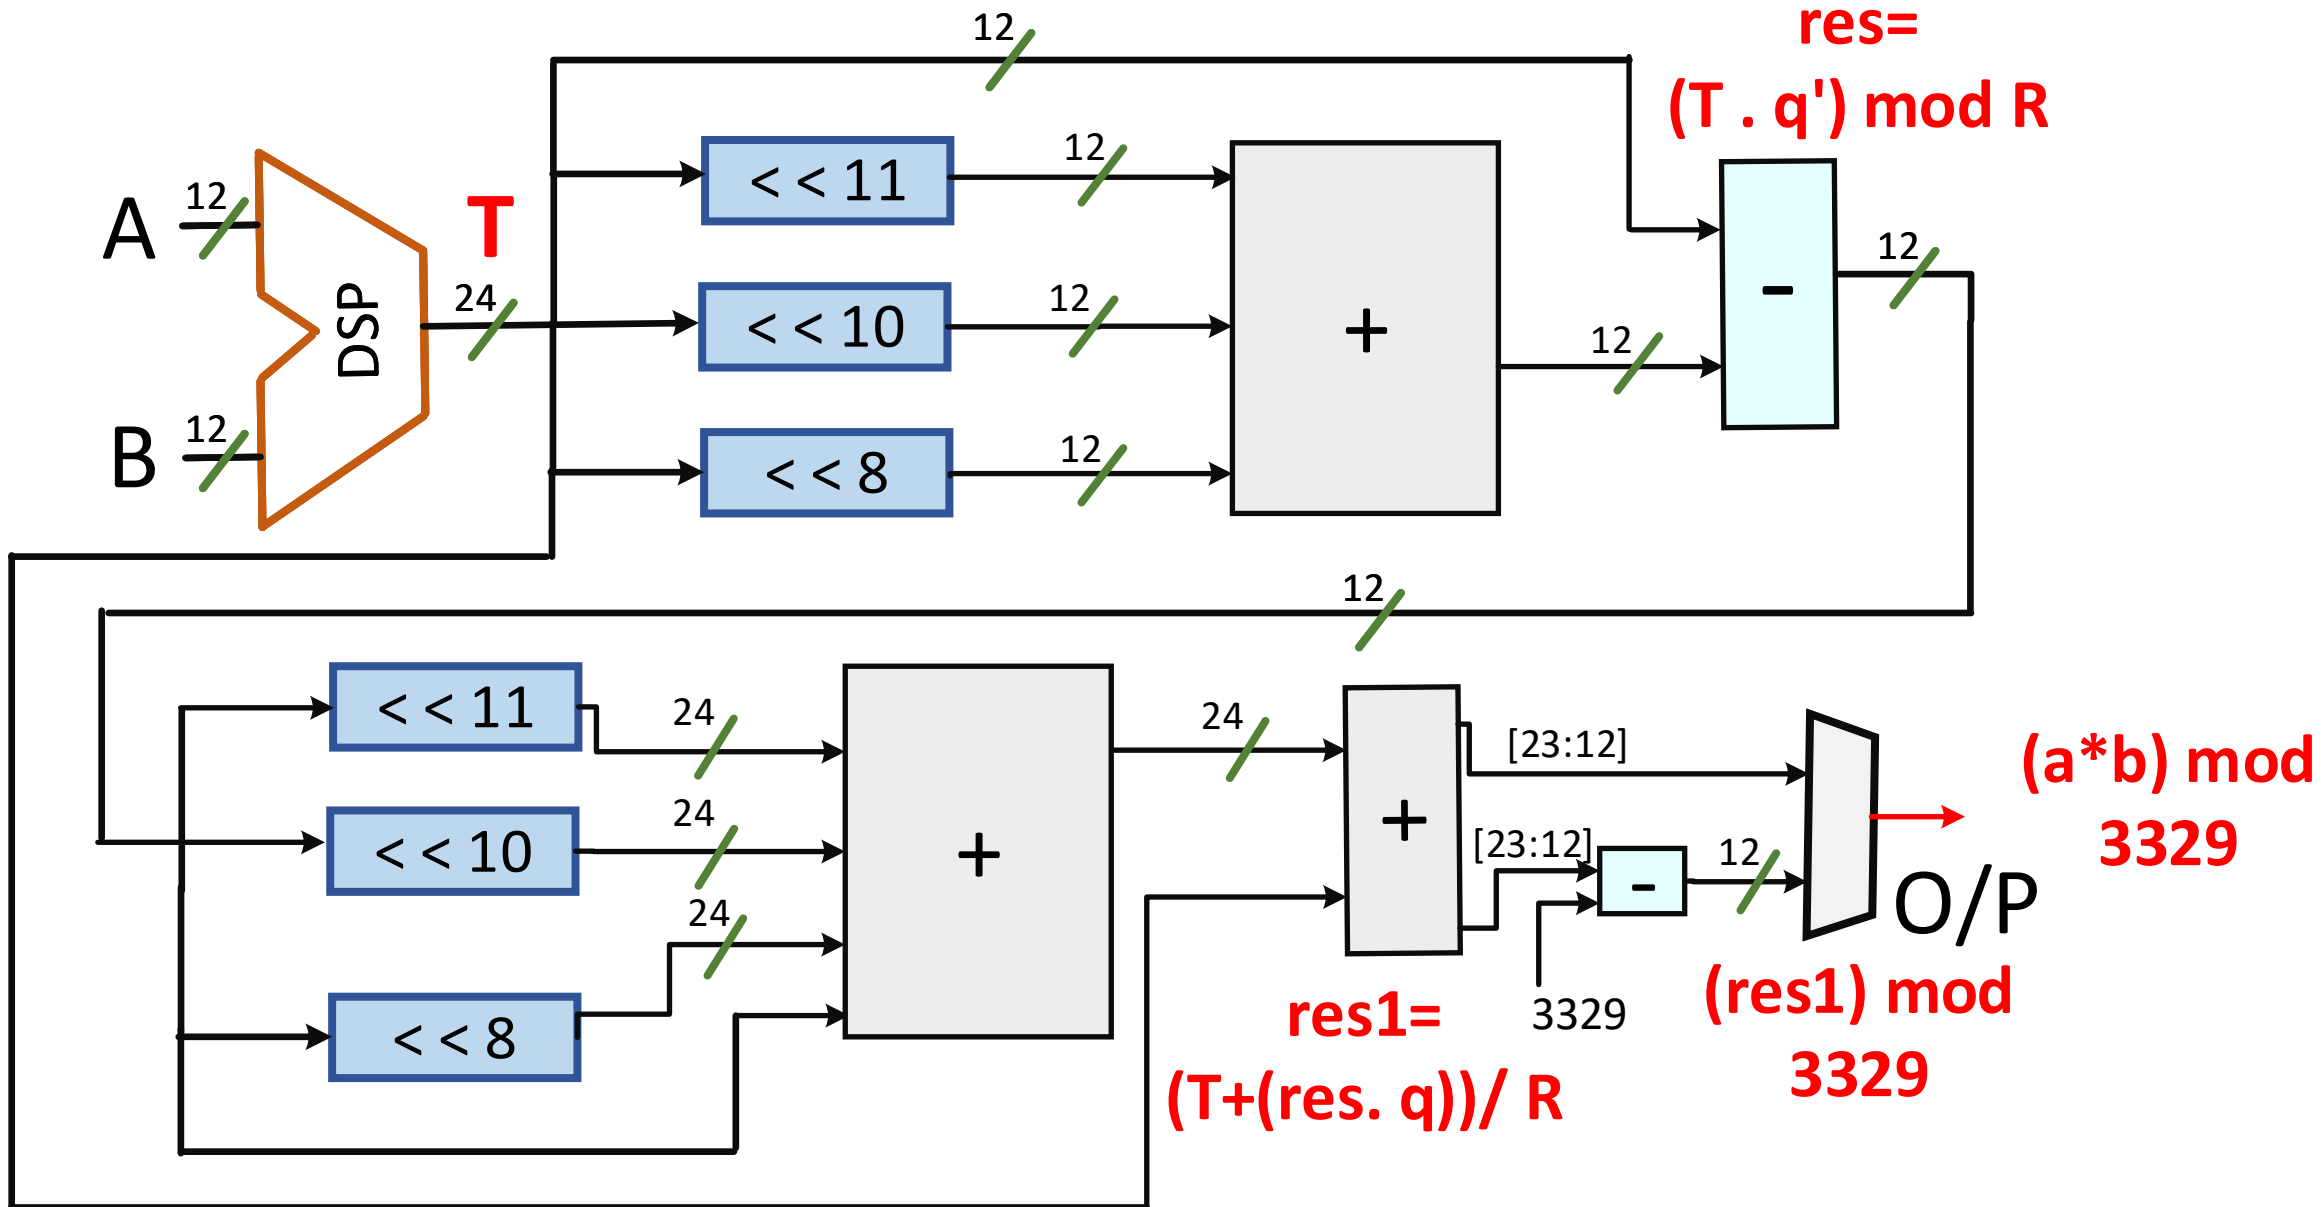 12
res=
(T . q') mod R
< < 11
12
A
12
T
12
24
< < 10
12
+
-
DSP
12
B
12
< < 8
12
12
< < 11
24
24
[23:12]
(a*b) mod
3329
< < 10
24
+
+
[23:12]
12
-
O/P
24
< < 8
res1=
(T+(res. q))/ R
3329
(res1) mod
3329